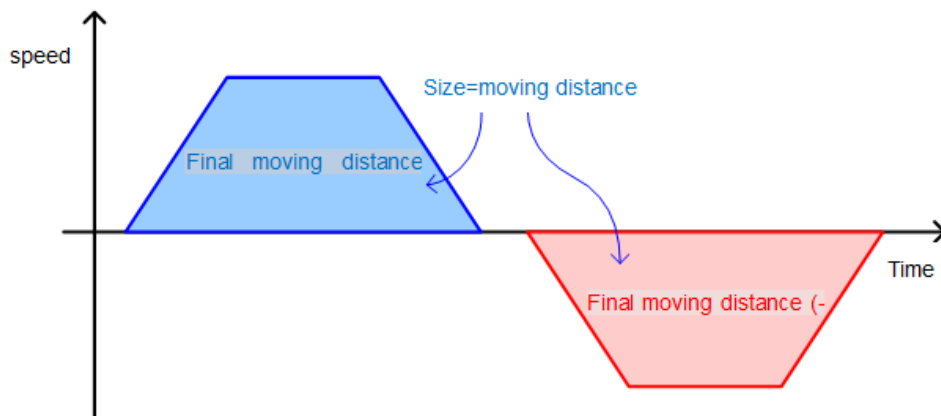 speed
Size=moving distance
Final moving distance
Time
Final moving distance (-